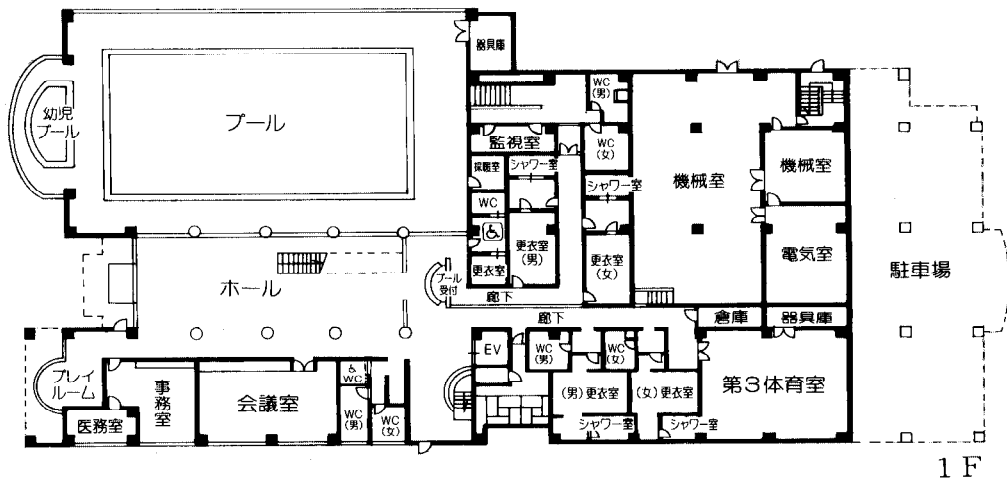 器具庫
WC
(男)
幼児
プール
プール
監視室
WC
(女)
採暖室
シャワー室
機械室
機械室
シャワー室
WC
更衣室
(男)
更衣室
(女)
電気室
駐車場
更衣室
プール
受付
ホール
廊下
廊下
倉庫
器具庫
EV
WC
(男)
WC
(女)
プレイ
ルーム
事務室
会議室
WC
第3体育室
(男)更衣室
(女)更衣室
医務室
WC
(男)
WC
(女)
シャワー室
シャワー室
1F